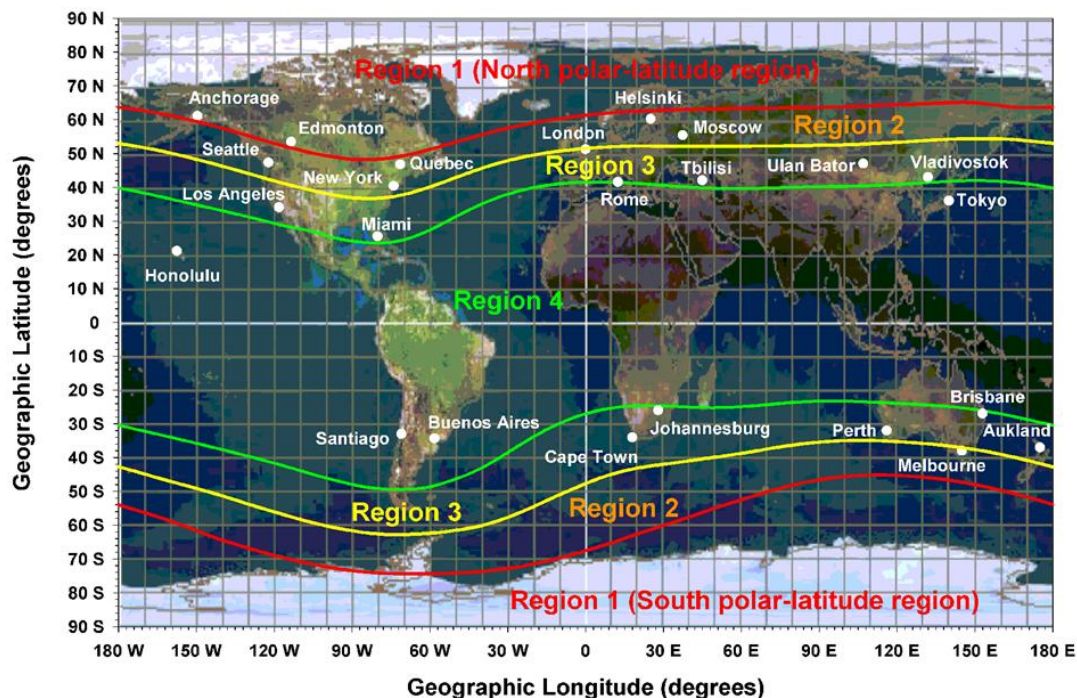 90 N
80 N
Region 1 (North polar-latitude region)
70 N
Anchorage
Helsinki
60 N
Edmonton
London
Moscow
Region 2
50 N
Seattle
Quebec
Region 3
Tbilisi
Ulan Bator
Vladivostok
New York
40 N
Los Angeles
Rome
Tokyo
Miami
30 N
20 N
Honolulu
10 N
Region 4
0
10 S
20 S
Brisbane
30 S
Santiago
Buenos Aires
Johannesburg
Perth
Aukland
40 S
Cape Town
Melbourne
50 S
60 S
Region 3
Region 2
70 S
80 S
Region 1 (South polar-latitude region)
90 S
180 W 150 W 120 W 90 W 60 W 30 W 0 30 E 60 E 90 E 120 E 150 E 180 E
Geographic Longitude (degrees)
Geographic Latitude (degrees)